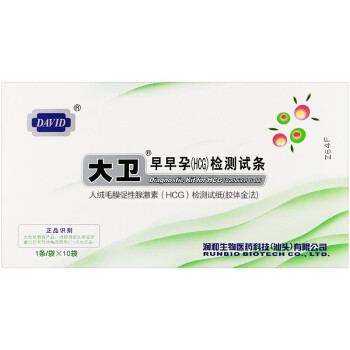 DAVID
大卫® 早早孕(HCG)检测试条
Diagnostic Kit for HCG
人绒毛膜促性腺激素（HCG）检测试纸(胶体金法)
Z64F
正品识别
1条/袋×10袋
润和生物医药科技(汕头)有限公司
RUNBIO BIOTECH CO., LTD.